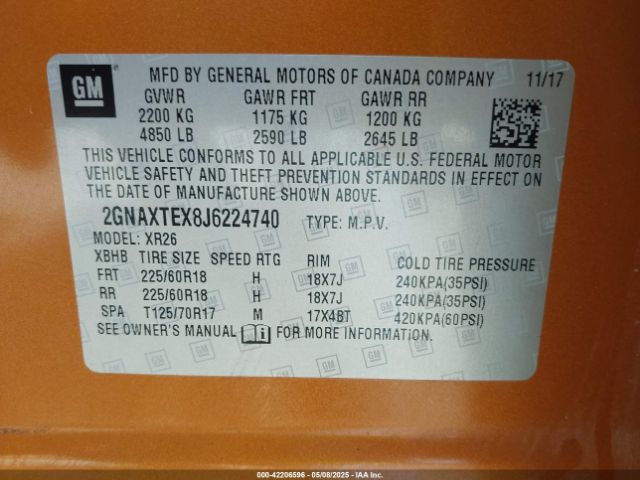 GM MFD BY GENERAL MOTORS OF CANADA COMPANY 11/17
GVWR GAWR FRT GAWR RR
2200 KG 1175 KG 1200 KG
4850 LB 2590 LB 2645 LB
THIS VEHICLE CONFORMS TO ALL APPLICABLE U.S. FEDERAL MOTOR
VEHICLE SAFETY AND THEFT PREVENTION STANDARDS IN EFFECT ON
THE DATE OF MANUFACTURE SHOWN ABOVE.
2GNAXTEX8J6224740 TYPE: M.P.V.
MODEL: XR26
XBHB TIRE SIZE SPEED RTG RIM COLD TIRE PRESSURE
FRT 225/60R18 H 18X7J 240KPA(35PSI)
RR 225/60R18 H 18X7J 240KPA(35PSI)
SPA T125/70R17 M 17X4BT 420KPA(60PSI)
SEE OWNER'S MANUAL FOR MORE INFORMATION.
000-42206596 - 05/08/2025 - IAA, Inc.